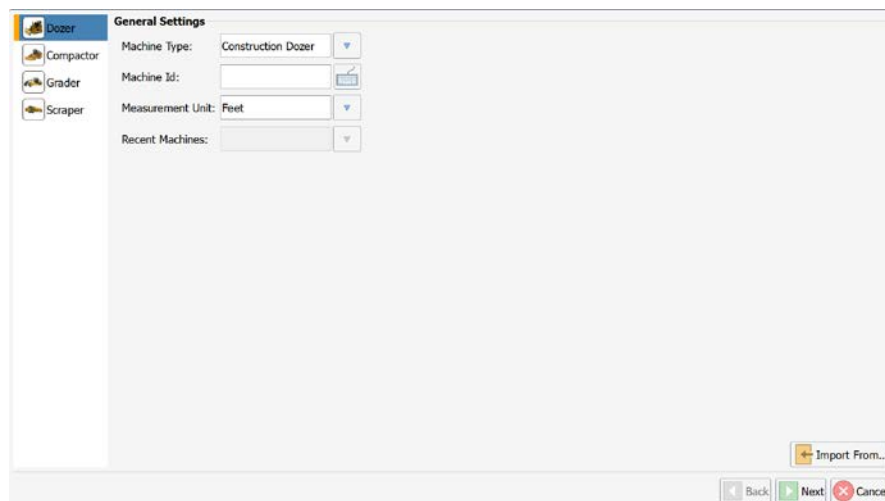 Dozer
Compactor
Grader
Scraper
General Settings
Machine Type: Construction Dozer
Machine Id:
Measurement Unit: Feet
Recent Machines:
Import From..
Back Next Cance